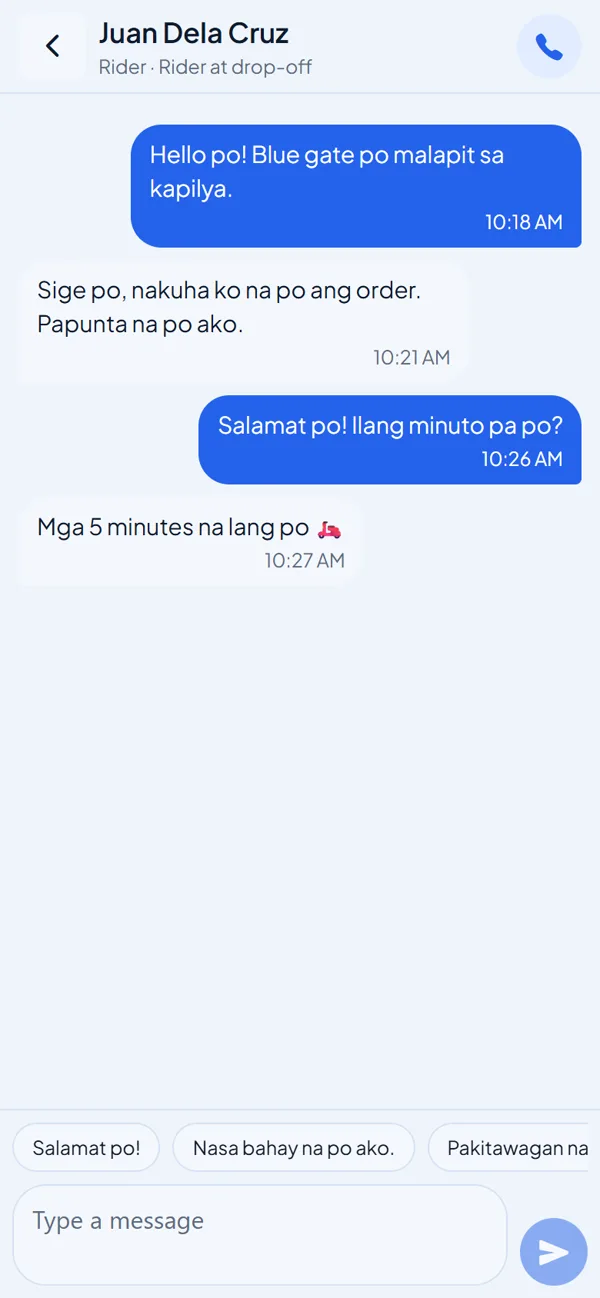 Juan Dela Cruz
Rider · Rider at drop-off
Hello po! Blue gate po malapit sa
kapilya.
10:18 AM
Sige po, nakuha ko na po ang order.
Papunta na po ako.
10:21 AM
Salamat po! Ilang minuto pa po?
10:26 AM
Mga 5 minutes na lang po 🛵
10:27 AM
Salamat po!
Nasa bahay na po ako.
Pakitawagan na
Type a message